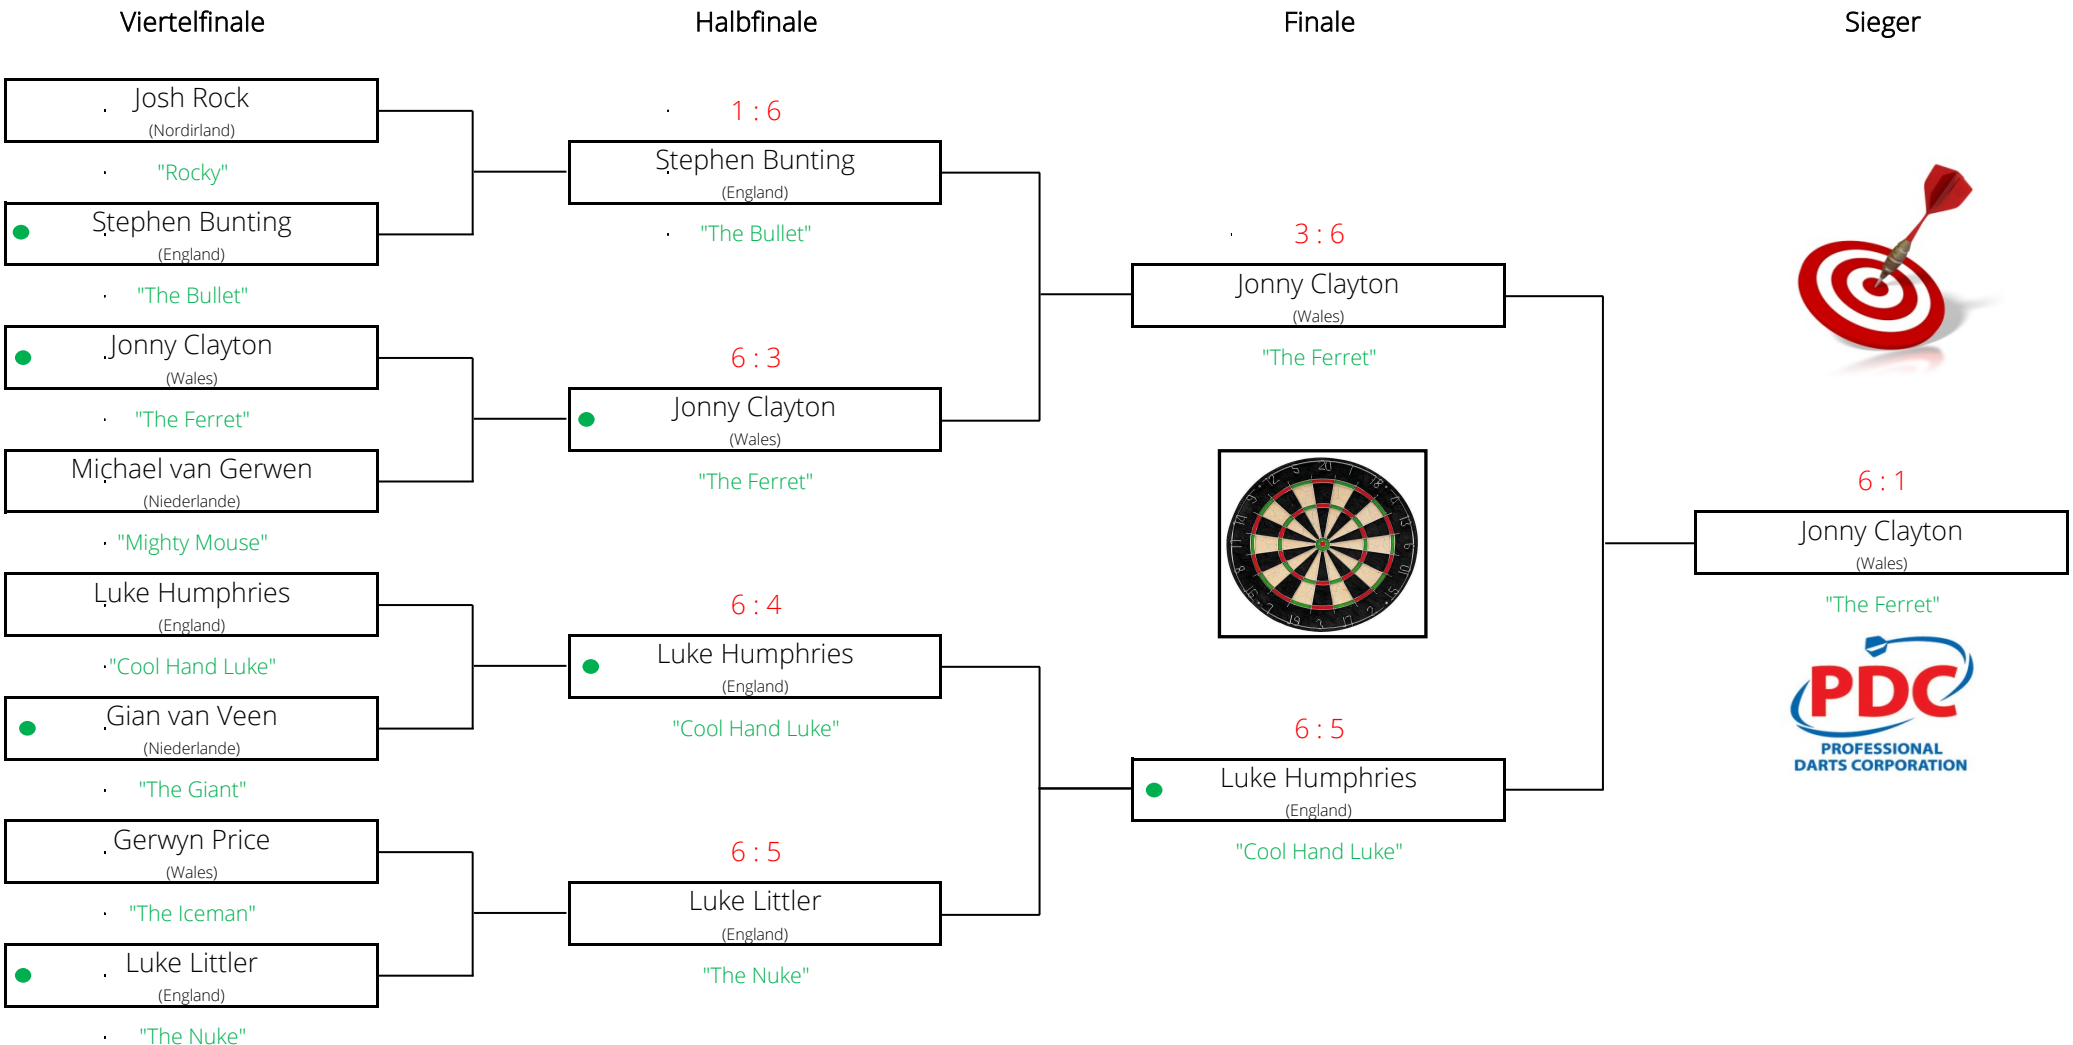 Viertelfinale
Halbfinale
Finale
Sieger
Josh Rock
(Nordirland)
"Rocky"
Stephen Bunting
(England)
"The Bullet"
Jonny Clayton
(Wales)
"The Ferret"
Michael van Gerwen
(Niederlande)
"Mighty Mouse"
Luke Humphries
(England)
"Cool Hand Luke"
Gian van Veen
(Niederlande)
"The Giant"
Gerwyn Price
(Wales)
"The Iceman"
Luke Littler
(England)
"The Nuke"
1 : 6
Stephen Bunting
(England)
"The Bullet"
6 : 3
Jonny Clayton
(Wales)
"The Ferret"
6 : 4
Luke Humphries
(England)
"Cool Hand Luke"
6 : 5
Luke Littler
(England)
"The Nuke"
3 : 6
Jonny Clayton
(Wales)
"The Ferret"
6 : 5
Luke Humphries
(England)
"Cool Hand Luke"
6 : 1
Jonny Clayton
(Wales)
"The Ferret"
PDC
PROFESSIONAL
DARTS CORPORATION